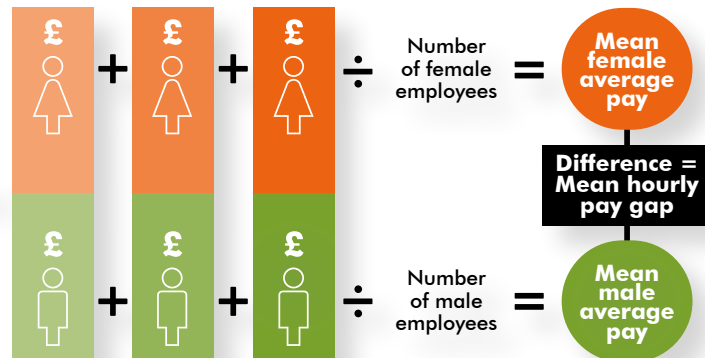 £ + £ + £ ÷ Number of female employees = Mean female average pay
Difference =
Mean hourly
pay gap
£ + £ + £ ÷ Number of male employees = Mean male average pay